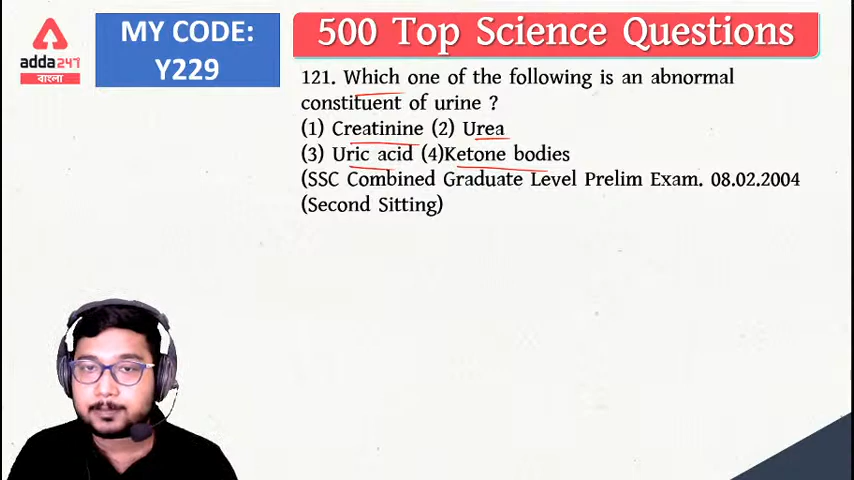 adda247
বাংলা
MY CODE:
Y229
500 Top Science Questions
121. Which one of the following is an abnormal
constituent of urine ?
(1) Creatinine (2) Urea
(3) Uric acid (4)Ketone bodies
(SSC Combined Graduate Level Prelim Exam. 08.02.2004
(Second Sitting)